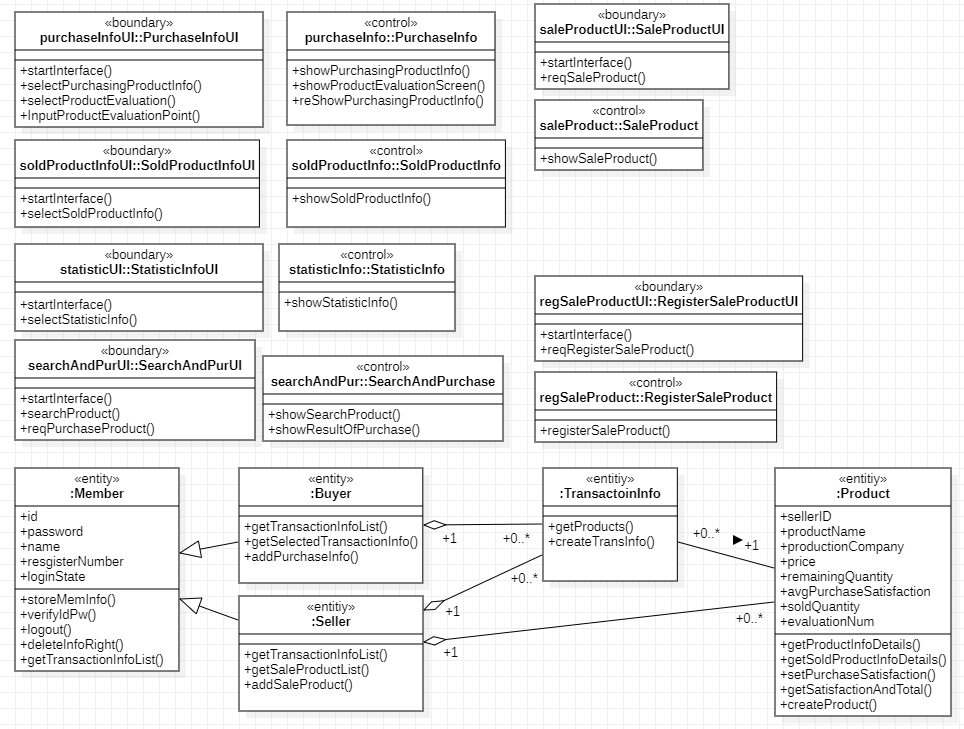 «boundary»
purchaseInfoUI::PurchaseInfoUI
+startInterface()
+selectPurchasingProductInfo()
+selectProductEvaluation()
+InputProductEvaluationPoint()
«control»
purchaseInfo::PurchaseInfo
+showPurchasingProductInfo()
+showProductEvaluationScreen()
+reShowPurchasingProductInfo()
«boundary»
saleProductUI::SaleProductUI
+startInterface()
+reqSaleProduct()
«control»
saleProduct::SaleProduct
+showSaleProduct()
«boundary»
soldProductInfoUI::SoldProductInfoUI
+startInterface()
+selectSoldProductInfo()
«control»
soldProductInfo::SoldProductInfo
+showSoldProductInfo()
«boundary»
statisticUI::StatisticInfoUI
+startInterface()
+selectStatisticInfo()
«control»
statisticInfo::StatisticInfo
+showStatisticInfo()
«boundary»
regSaleProductUI::RegisterSaleProductUI
+startInterface()
+reqRegisterSaleProduct()
«boundary»
searchAndPurUI::SearchAndPurUI
+startInterface()
+searchProduct()
+reqPurchaseProduct()
«control»
searchAndPur::SearchAndPurchase
+showSearchProduct()
+showResultOfPurchase()
«control»
regSaleProduct::RegisterSaleProduct
+registerSaleProduct()
«entity»
:Member
+id
+password
+name
+resgisterNumber
+loginState
+storeMemInfo()
+verifyIdPw()
+logout()
+deleteInfoRight()
+getTransactionInfoList()
«entity»
:Buyer
+getTransactionInfoList()
+getSelectedTransactionInfo()
+addPurchaseInfo()
+1
+0..*
«entitiy»
:TransactoinInfo
+getProducts()
+createTransInfo()
+0..*
+1
«entitiy»
:Product
+sellerID
+productName
+productionCompany
+price
+remainingQuantity
+avgPurchaseSatisfaction
+soldQuantity
+evaluationNum
+getProductInfoDetails()
+getSoldProductInfoDetails()
+setPurchaseSatisfaction()
+getSatisfactionAndTotal()
+createProduct()
«entitiy»
:Seller
+getTransactionInfoList()
+getSaleProductList()
+addSaleProduct()
+0..*
+1
+0..*
+1